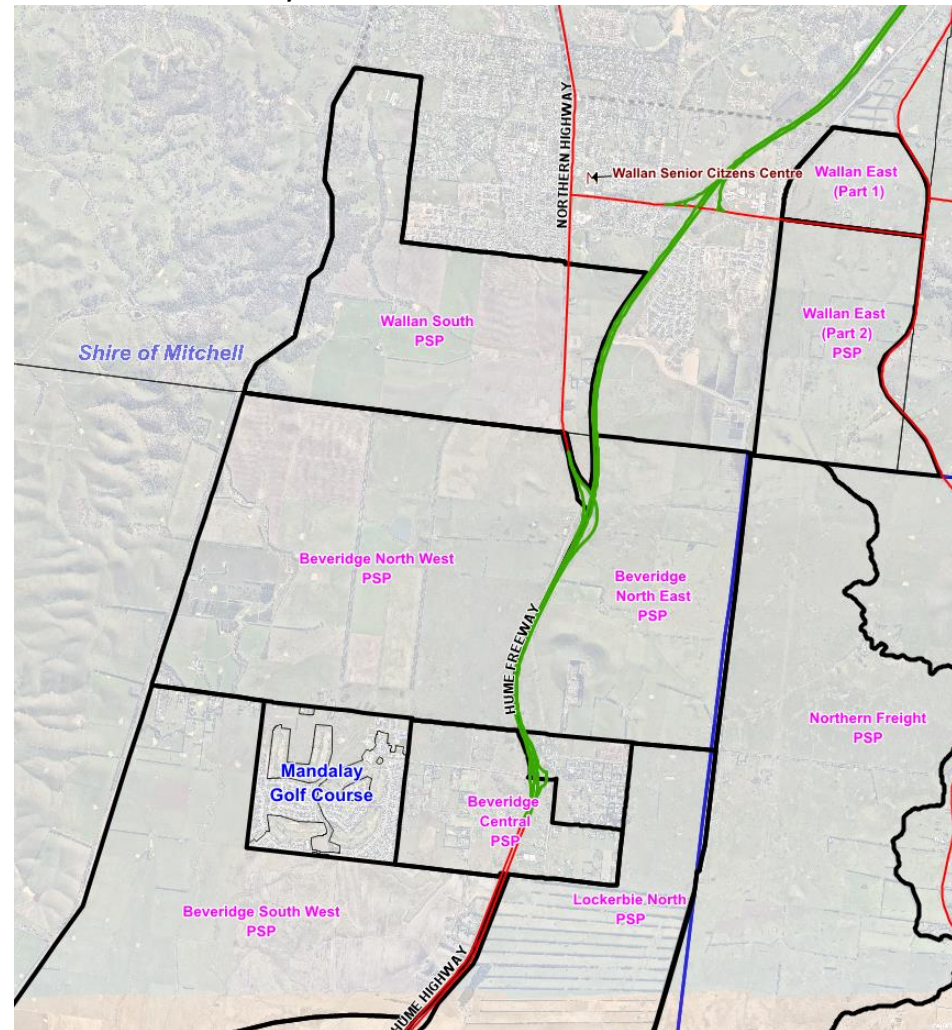 NORTHERN HIGHWAY
Wallan Senior Citzens Centre
Wallan East
(Part 1)
Wallan East
(Part 2)
PSP
Wallan South
PSP
Shire of Mitchell
Beveridge North West
PSP
Beveridge
North East
PSP
HUME FREEWAY
Northern Freight
PSP
Mandalay
Golf Course
Beveridge
Central
PSP
Lockerbie North
PSP
Beveridge South West
PSP
HUME HIGHWAY